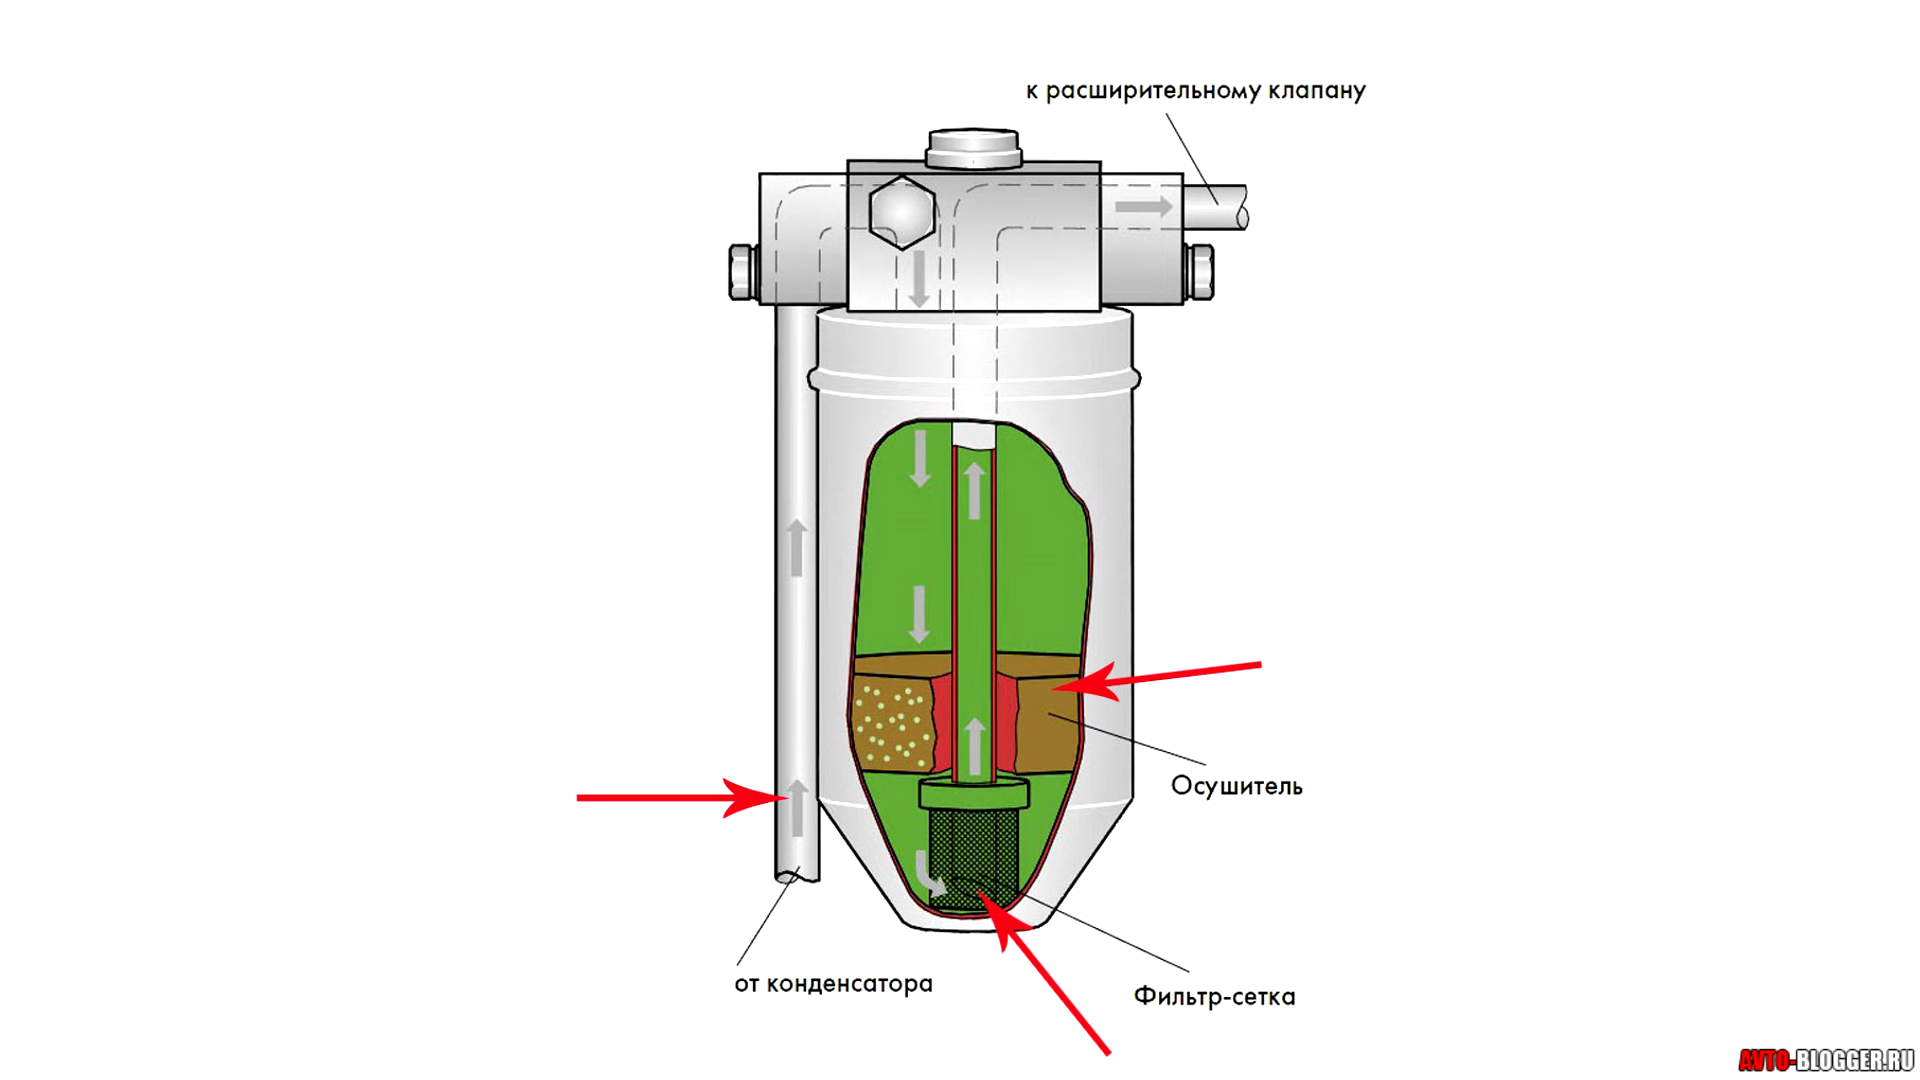 к расширительному клапану
Осушитель
от конденсатора
Фильтр-сетка
AVTO-BLOGGER.RU